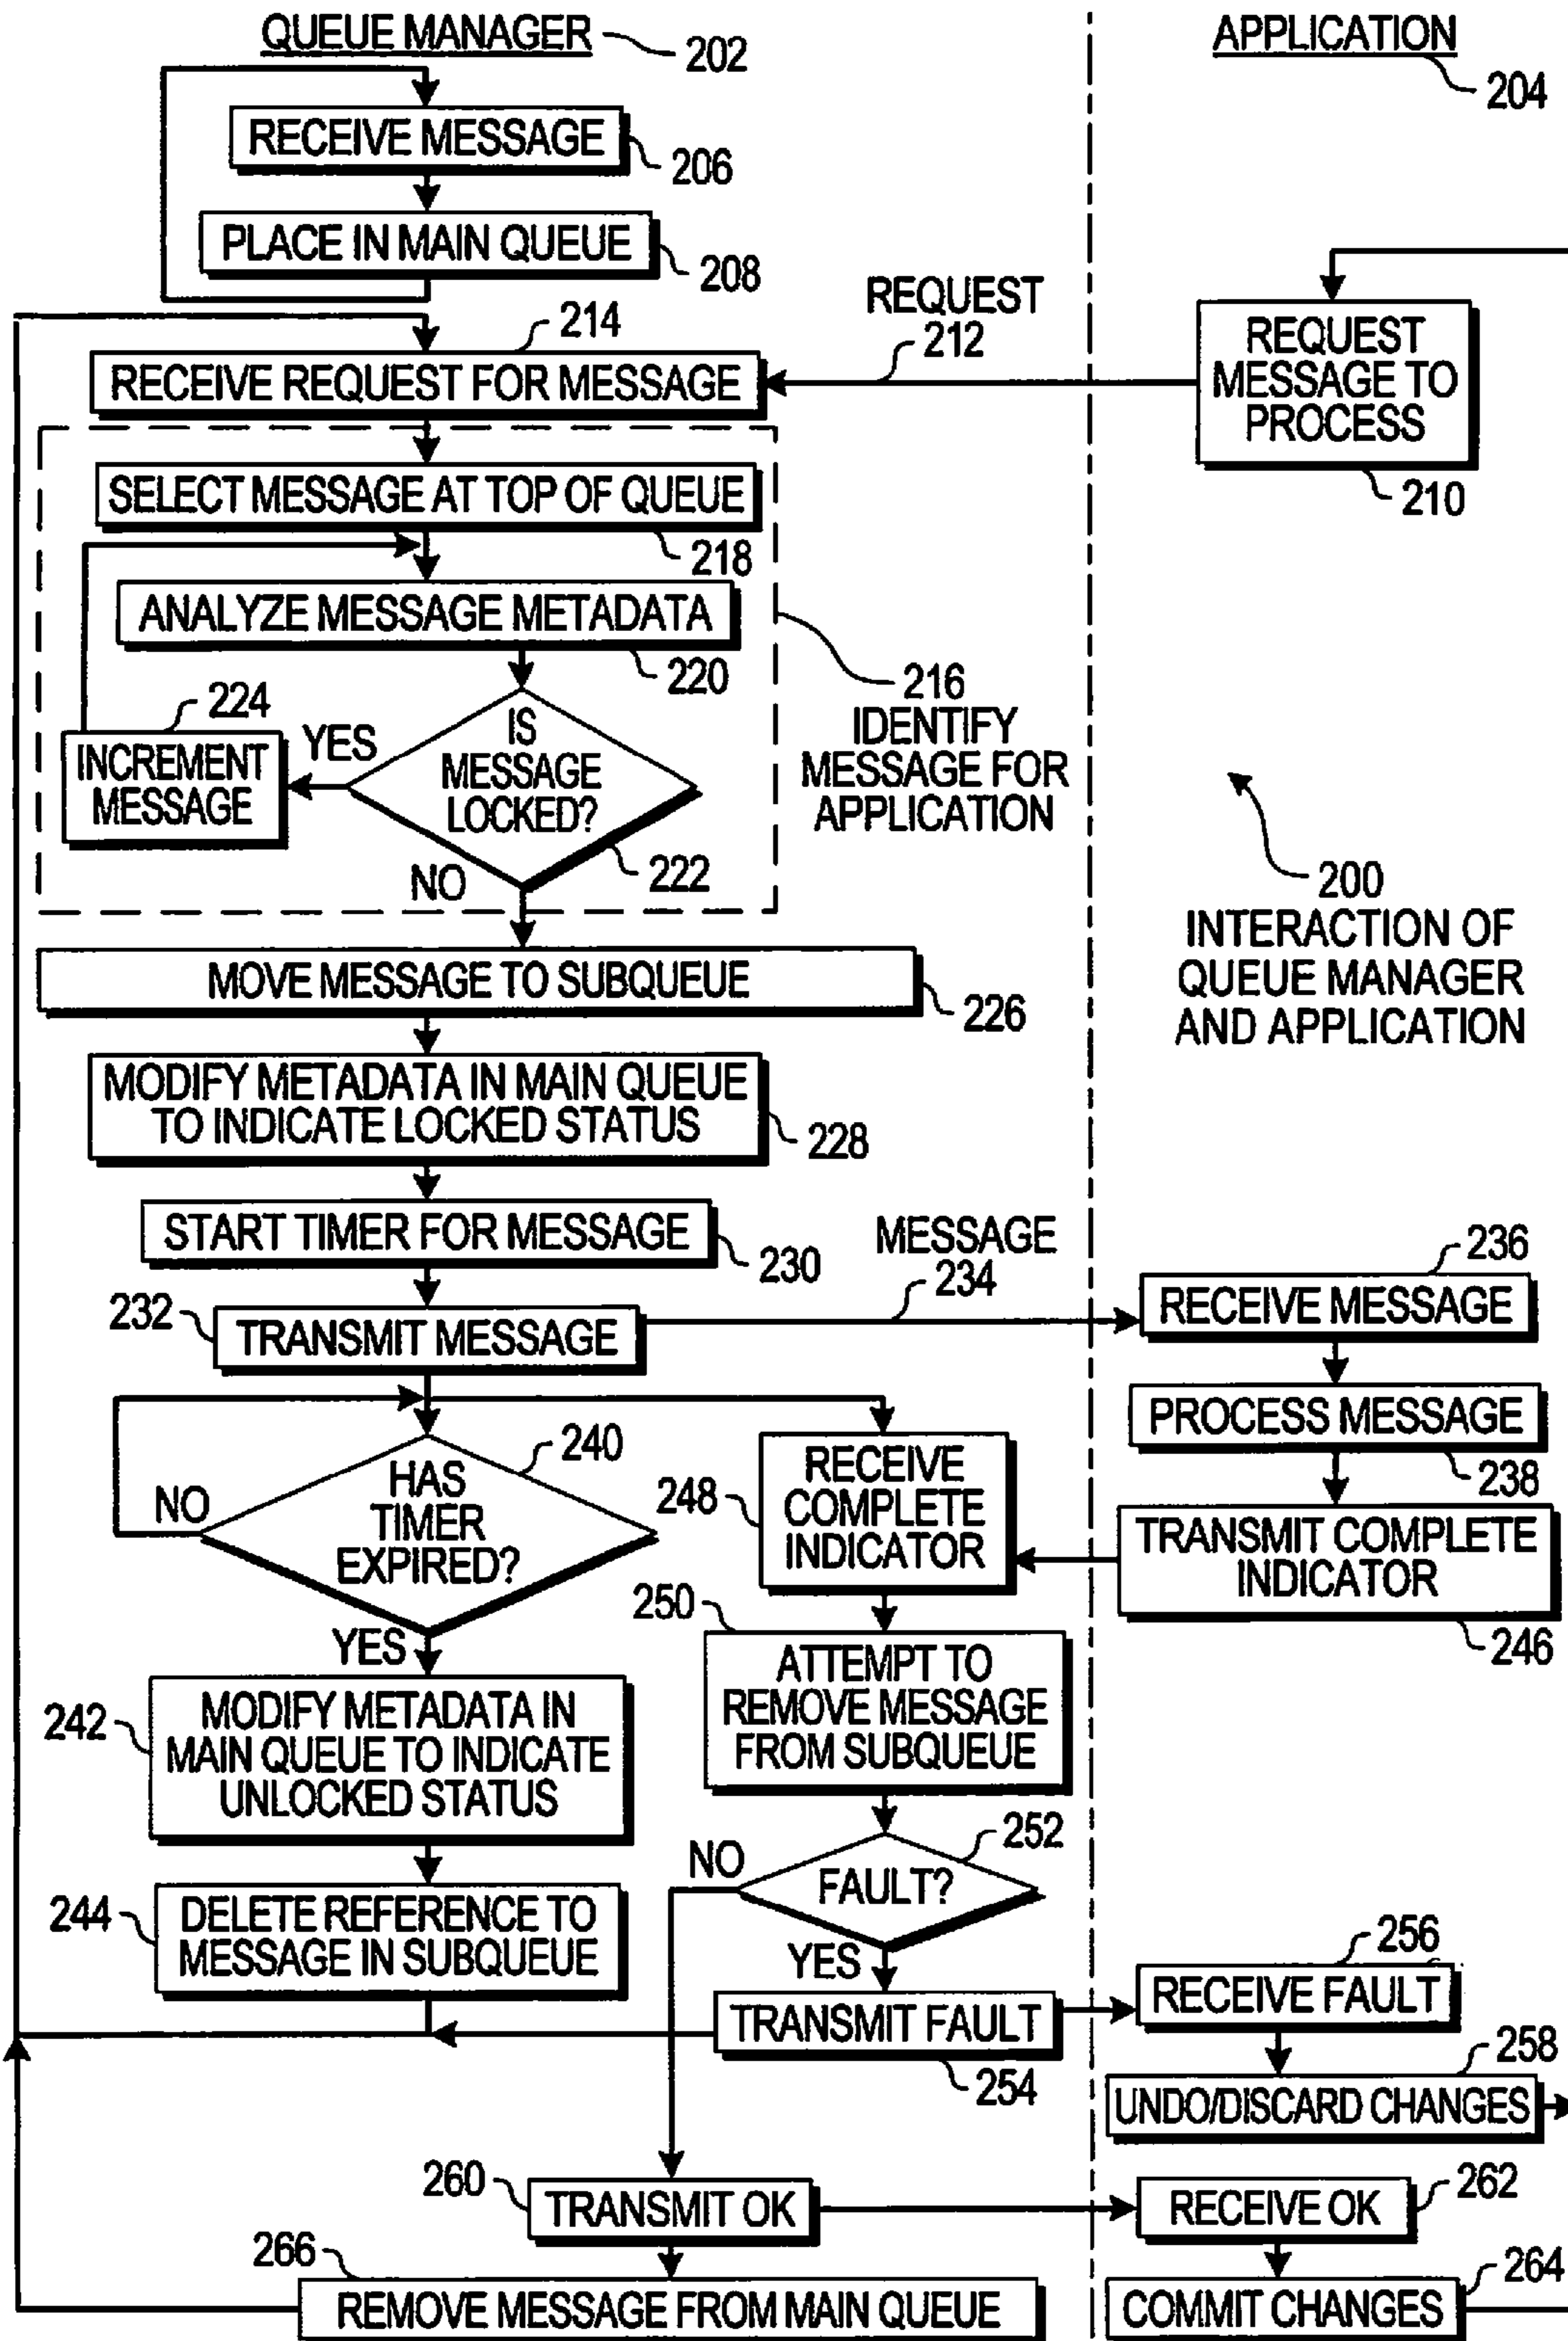 QUEUE MANAGER
202
APPLICATION
204
RECEIVE MESSAGE
206
PLACE IN MAIN QUEUE
208
REQUEST
212
214
RECEIVE REQUEST FOR MESSAGE
REQUEST
MESSAGE TO
PROCESS
210
SELECT MESSAGE AT TOP OF QUEUE
218
ANALYZE MESSAGE METADATA
220
216
IDENTIFY
MESSAGE FOR
APPLICATION
224
INCREMENT
MESSAGE
YES
IS
MESSAGE
LOCKED?
222
NO
200
INTERACTION OF
QUEUE MANAGER
AND APPLICATION
MOVE MESSAGE TO SUBQUEUE
226
MODIFY METADATA IN MAIN QUEUE
TO INDICATE LOCKED STATUS
228
START TIMER FOR MESSAGE
230
MESSAGE
234
232
TRANSMIT MESSAGE
236
RECEIVE MESSAGE
PROCESS MESSAGE
238
240
HAS
TIMER
EXPIRED?
NO
YES
248
RECEIVE
COMPLETE
INDICATOR
TRANSMIT COMPLETE
INDICATOR
246
250
ATTEMPT TO
REMOVE MESSAGE
FROM SUBQUEUE
242
MODIFY METADATA IN
MAIN QUEUE TO INDICATE
UNLOCKED STATUS
252
FAULT?
NO
YES
244
DELETE REFERENCE TO
MESSAGE IN SUBQUEUE
TRANSMIT FAULT
254
256
RECEIVE FAULT
258
UNDO/DISCARD CHANGES
260
TRANSMIT OK
262
RECEIVE OK
266
REMOVE MESSAGE FROM MAIN QUEUE
264
COMMIT CHANGES